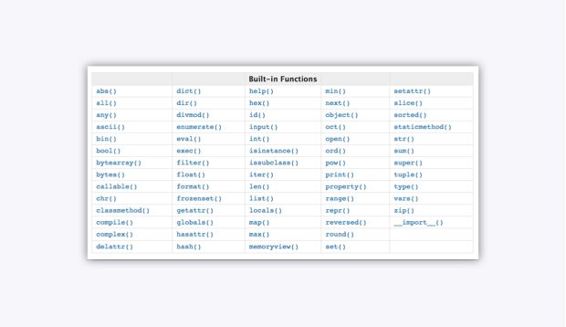 Built-in Functions
abs() dict() help() min() setattr()
all() dir() hex() next() slice()
any() divmod() id() object() sorted()
ascii() enumerate() input() oct() staticmethod()
bin() eval() int() open() str()
bool() exec() isinstance() ord() sum()
bytearray() filter() issubclass() pow() super()
bytes() float() iter() print() tuple()
callable() format() len() property() type()
chr() frozenset() list() range() vars()
classmethod() getattr() locals() repr() zip()
compile() globals() map() reversed() __import__()
complex() hasattr() max() round()
delattr() hash() memoryview() set()